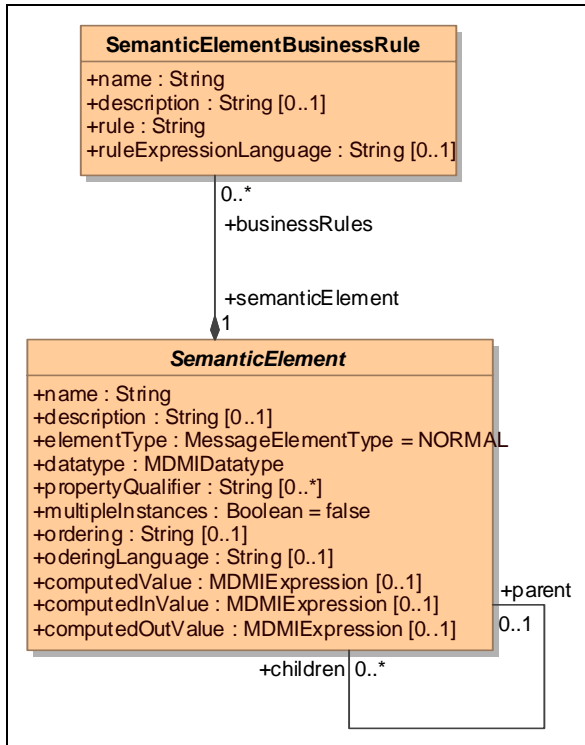 SemanticElementBusinessRule
+name : String
+description : String [0..1]
+rule : String
+ruleExpressionLanguage : String [0..1]
0..*
+businessRules
+semanticElement
1
SemanticElement
+name : String
+description : String [0..1]
+elementType : MessageElementType = NORMAL
+datatype : MDMIDatatype
+propertyQualifier : String [0..*]
+multipleInstances : Boolean = false
+ordering : String [0..1]
+oderingLanguage : String [0..1]
+computedValue : MDMIExpression [0..1]
+computedInValue : MDMIExpression [0..1]
+computedOutValue : MDMIExpression [0..1]
+parent
0..1
+children 0..*